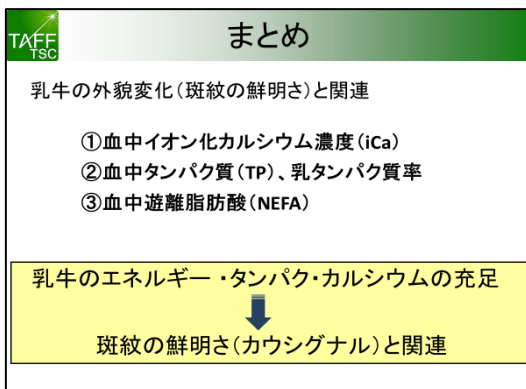 TAFF
TSC
まとめ
乳牛の外貌変化（斑紋の鮮明さ）と関連
①血中イオン化カルシウム濃度（iCa）
②血中タンパク質（TP）、乳タンパク質率
③血中遊離脂肪酸（NEFA）
乳牛のエネルギー・タンパク・カルシウムの充足
斑紋の鮮明さ（カウシグナル）と関連